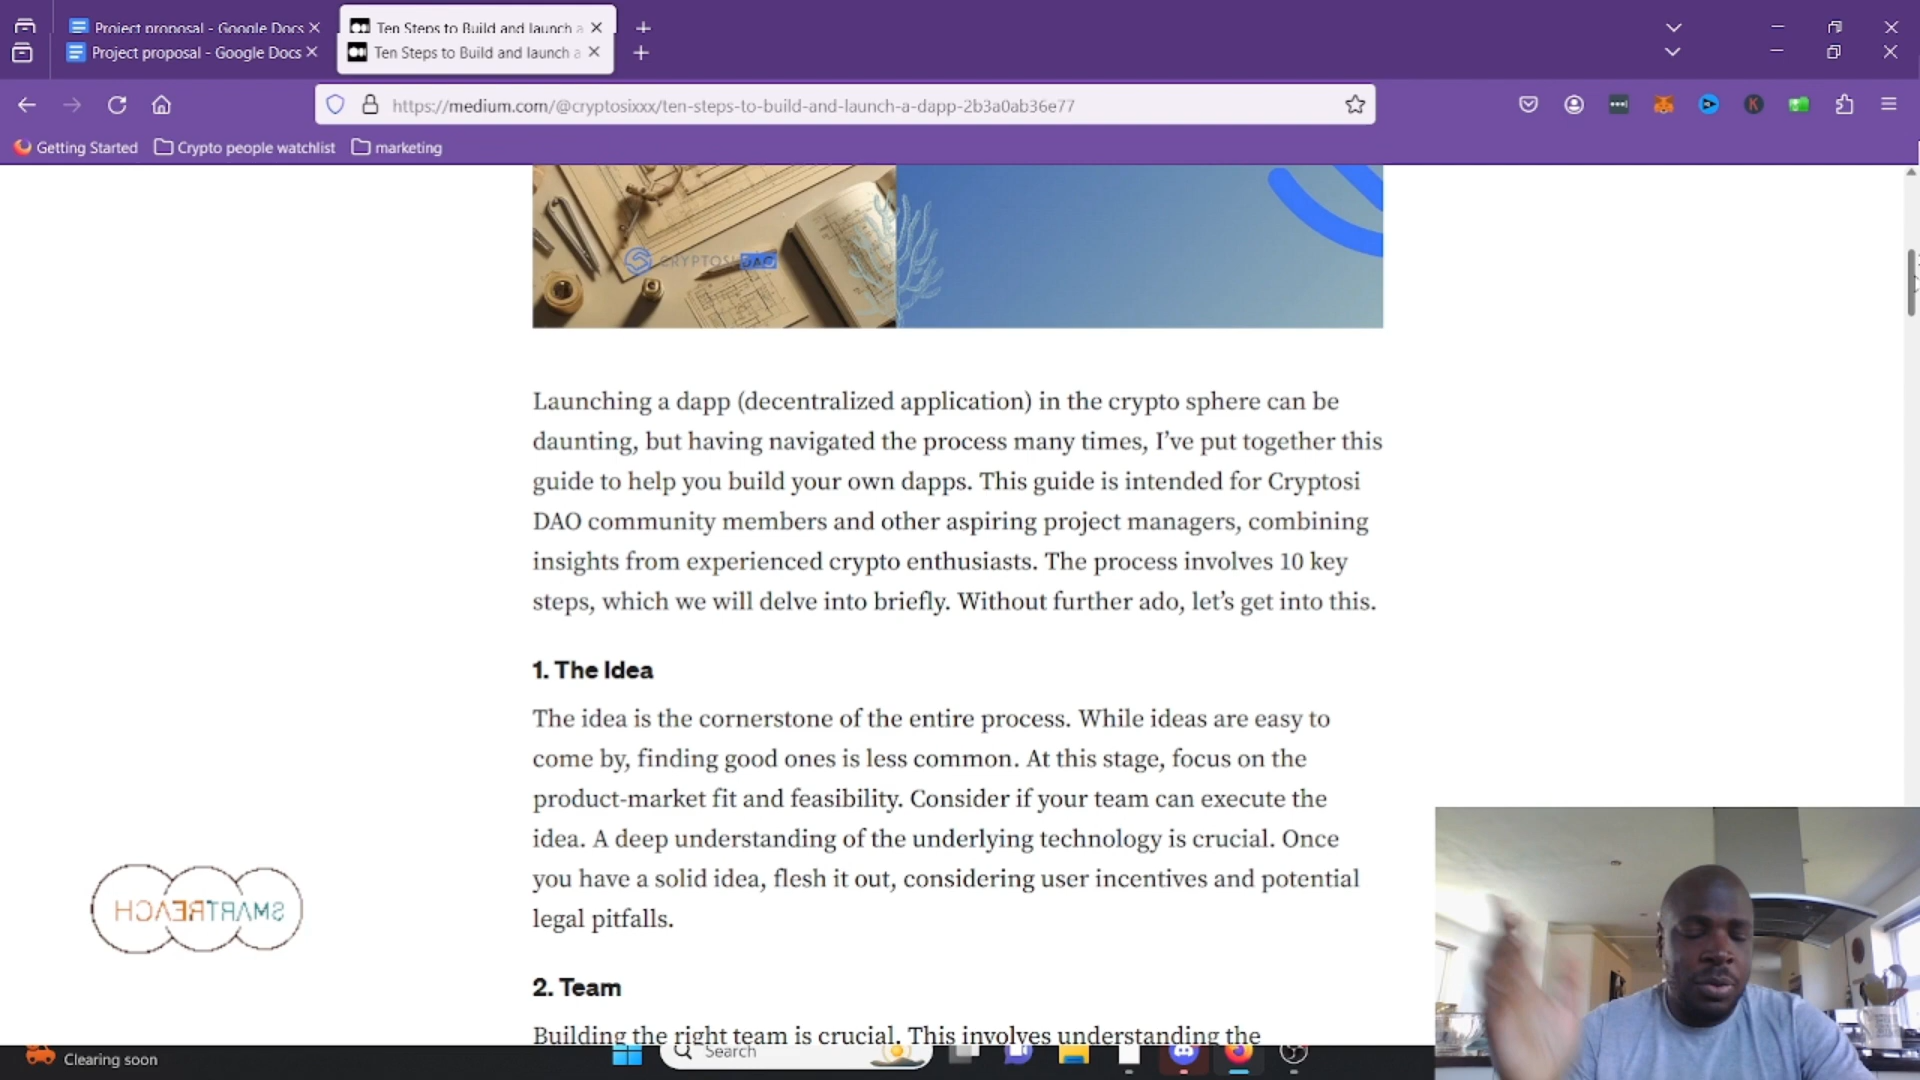 Project proposal - Google Docs
Ten Steps to Build and launch a
Project proposal - Google Docs
Ten Steps to Build and launch a
https://medium.com/@cryptosixxx/ten-steps-to-build-and-launch-a-dapp-2b3a0ab36e77
Getting Started
Crypto people watchlist
marketing
CRYPTOSI DAO
Launching a dapp (decentralized application) in the crypto sphere can be
daunting, but having navigated the process many times, I’ve put together this
guide to help you build your own dapps. This guide is intended for Cryptosi
DAO community members and other aspiring project managers, combining
insights from experienced crypto enthusiasts. The process involves 10 key
steps, which we will delve into briefly. Without further ado, let’s get into this.
1. The Idea
The idea is the cornerstone of the entire process. While ideas are easy to
come by, finding good ones is less common. At this stage, focus on the
product-market fit and feasibility. Consider if your team can execute the
idea. A deep understanding of the underlying technology is crucial. Once
you have a solid idea, flesh it out, considering user incentives and potential
legal pitfalls.
SMARTREACH
2. Team
Building the right team is crucial. This involves understanding the
Clearing soon
Search